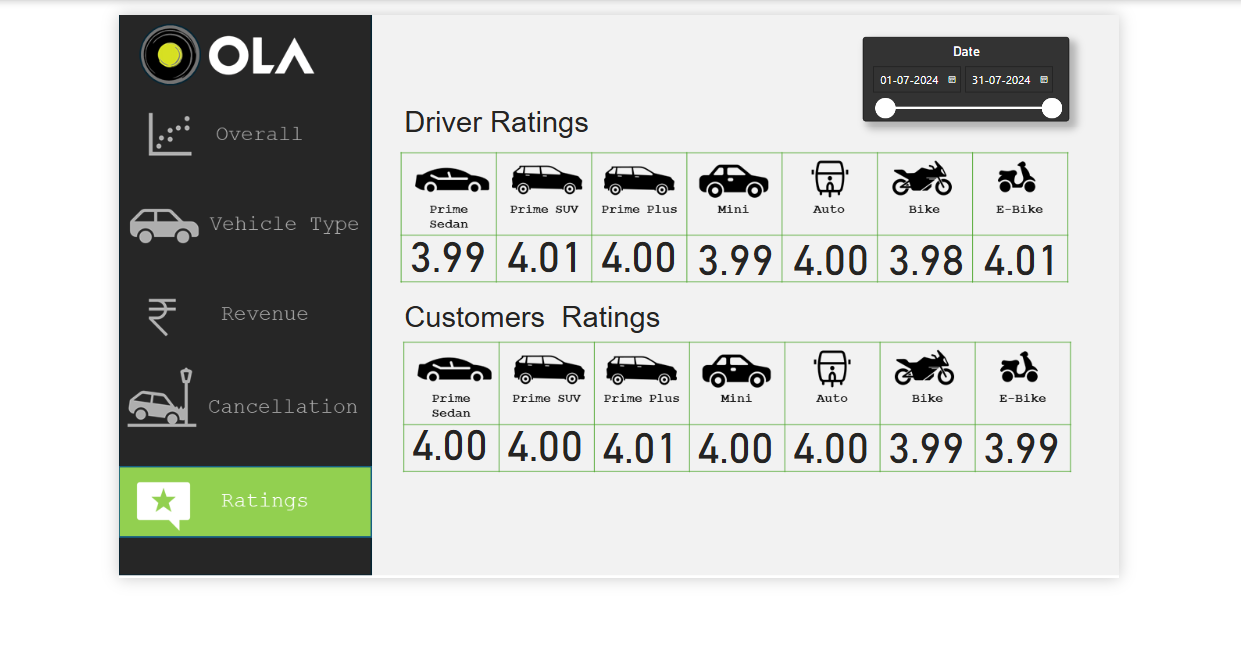 OLA
Overall
Vehicle Type
Revenue
Cancellation
Ratings
Date
01-07-2024 31-07-2024
Driver Ratings
Prime Sedan Prime SUV Prime Plus Mini Auto Bike E-Bike
3.99 4.01 4.00 3.99 4.00 3.98 4.01
Customers  Ratings
Prime Sedan Prime SUV Prime Plus Mini Auto Bike E-Bike
4.00 4.00 4.01 4.00 4.00 3.99 3.99